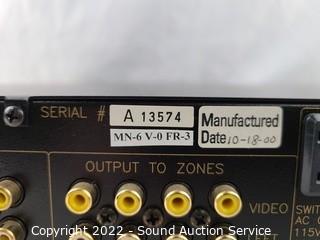 SERIAL # A 13574
MN-6 V-0 FR-3
Manufactured
Date 10-18-00
OUTPUT TO ZONES
VIDEO
SWIT
AC
115V
Copyright 2022 - Sound Auction Service